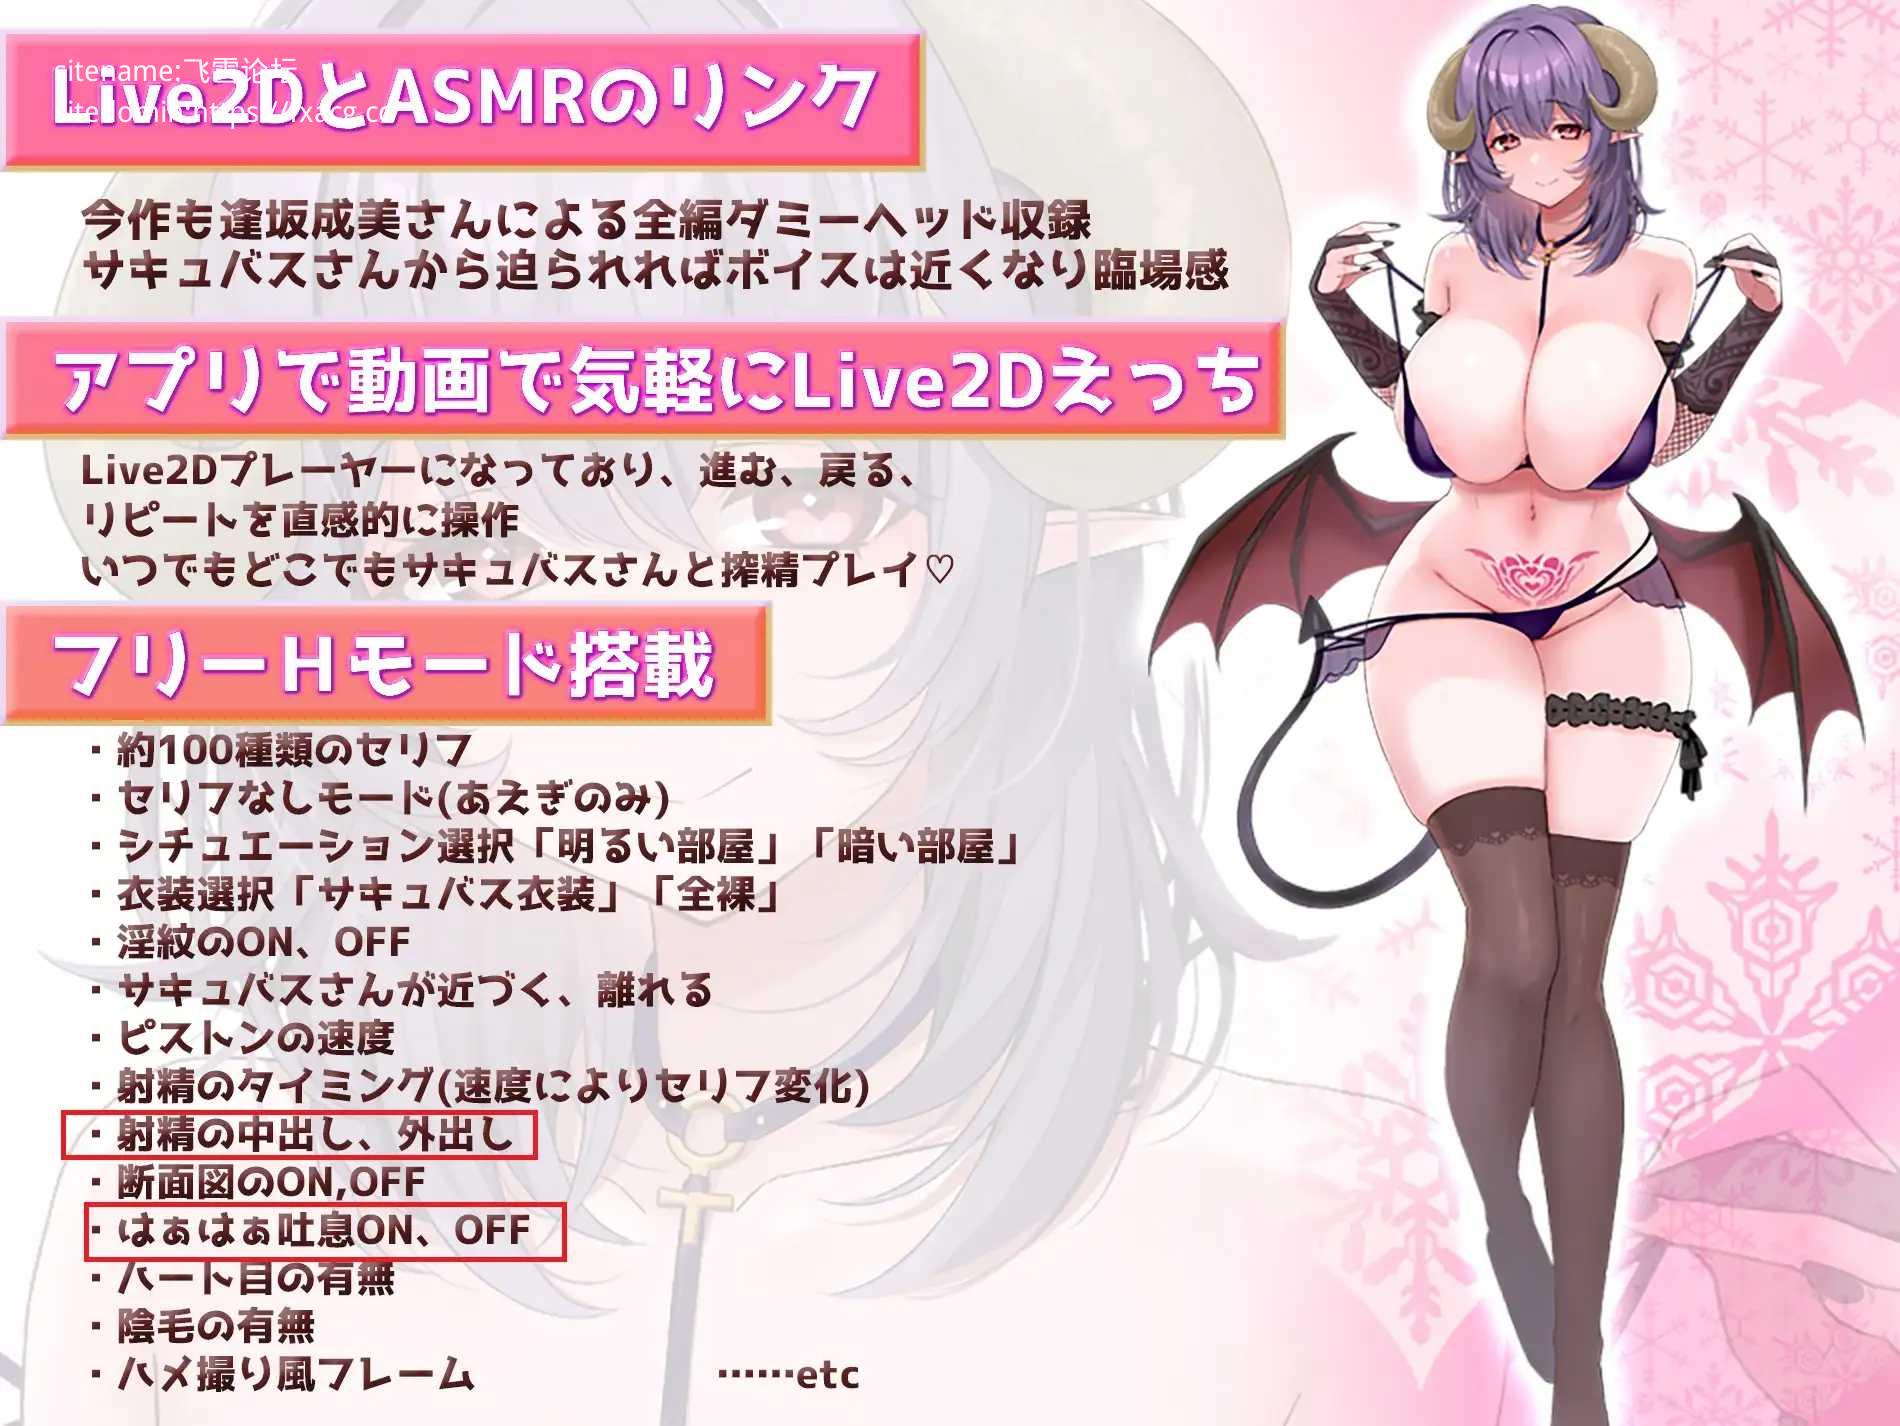 citename:飞雪论坛
Live2DとASMRのリンク
今作も逢坂成美さんによる全編ダミーヘッド収録
サキュバスさんから迫られればボイスは近くなり臨場感
アプリで動画で気軽にLive2Dえっち
Live2Dプレーヤーになっており、進む、戻る、
リピートを直感的に操作
いつでもどこでもサキュバスさんと搾精プレイ♡
フリーHモード搭載
・約100種類のセリフ
・セリフなしモード(あえぎのみ)
・シチュエーション選択「明るい部屋」「暗い部屋」
・衣装選択「サキュバス衣装」「全裸」
・淫紋のON、OFF
・サキュバスさんが近づく、離れる
・ピストンの速度
・射精のタイミング(速度によりセリフ変化)
・射精の中出し、外出し
・断面図のON,OFF
・はぁはぁ吐息ON、OFF
・ハート目の有無
・陰毛の有無
・ハメ撮り風フレーム ……etc